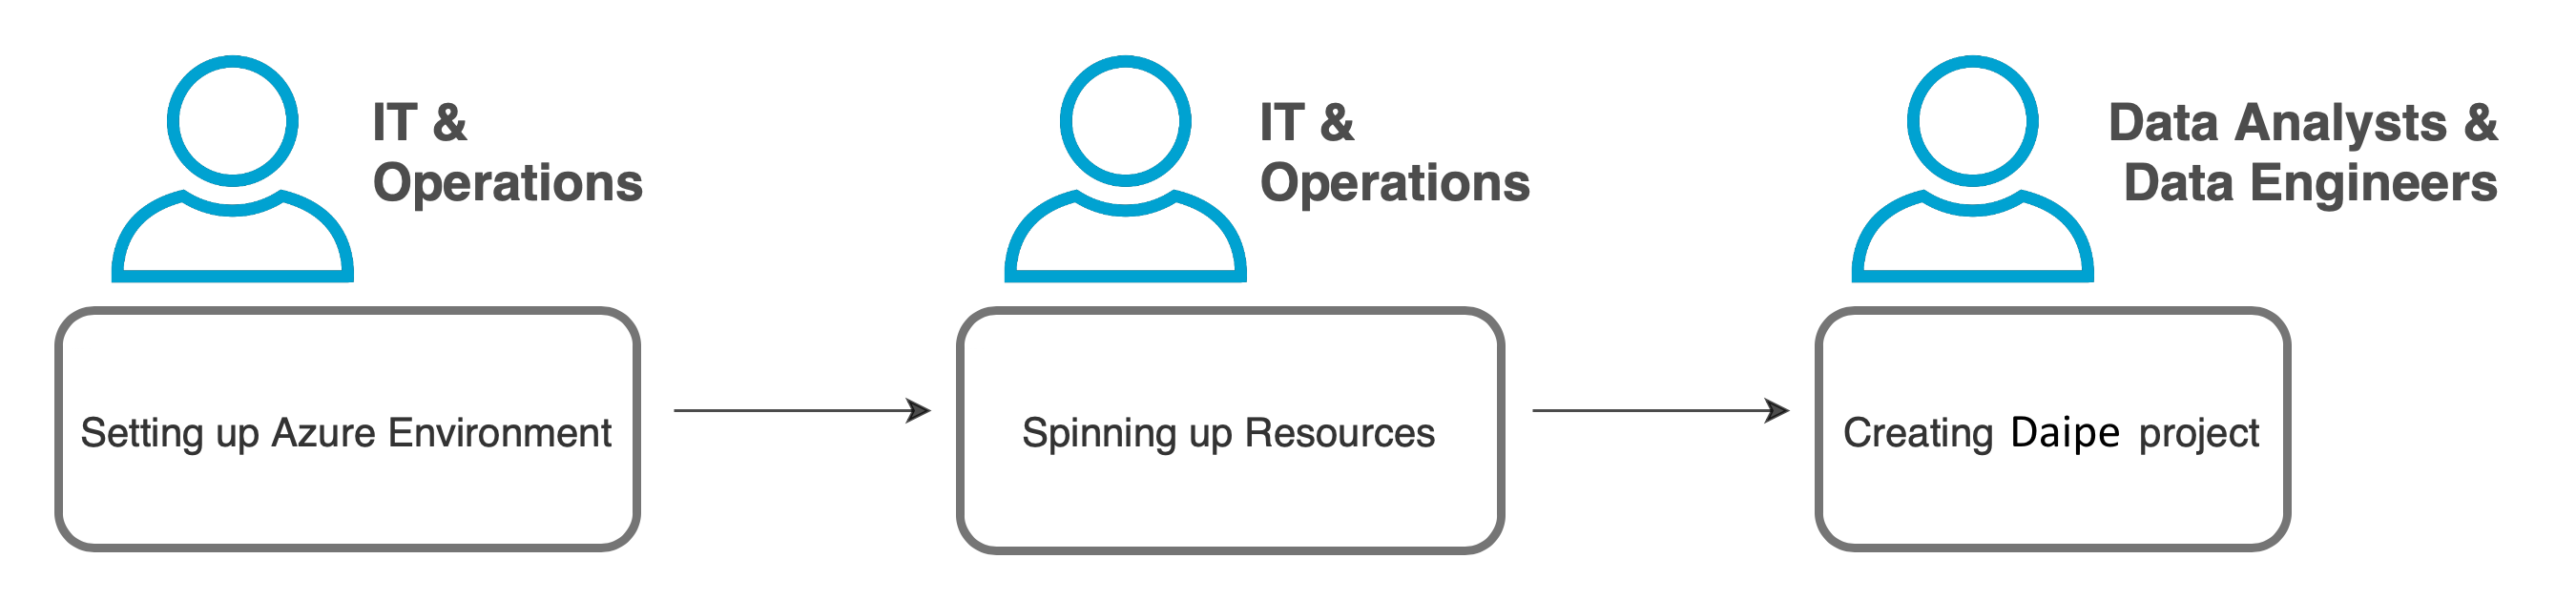 IT &
Operations
IT &
Operations
Data Analysts &
Data Engineers
Setting up Azure Environment
Spinning up Resources
Creating Daipe project